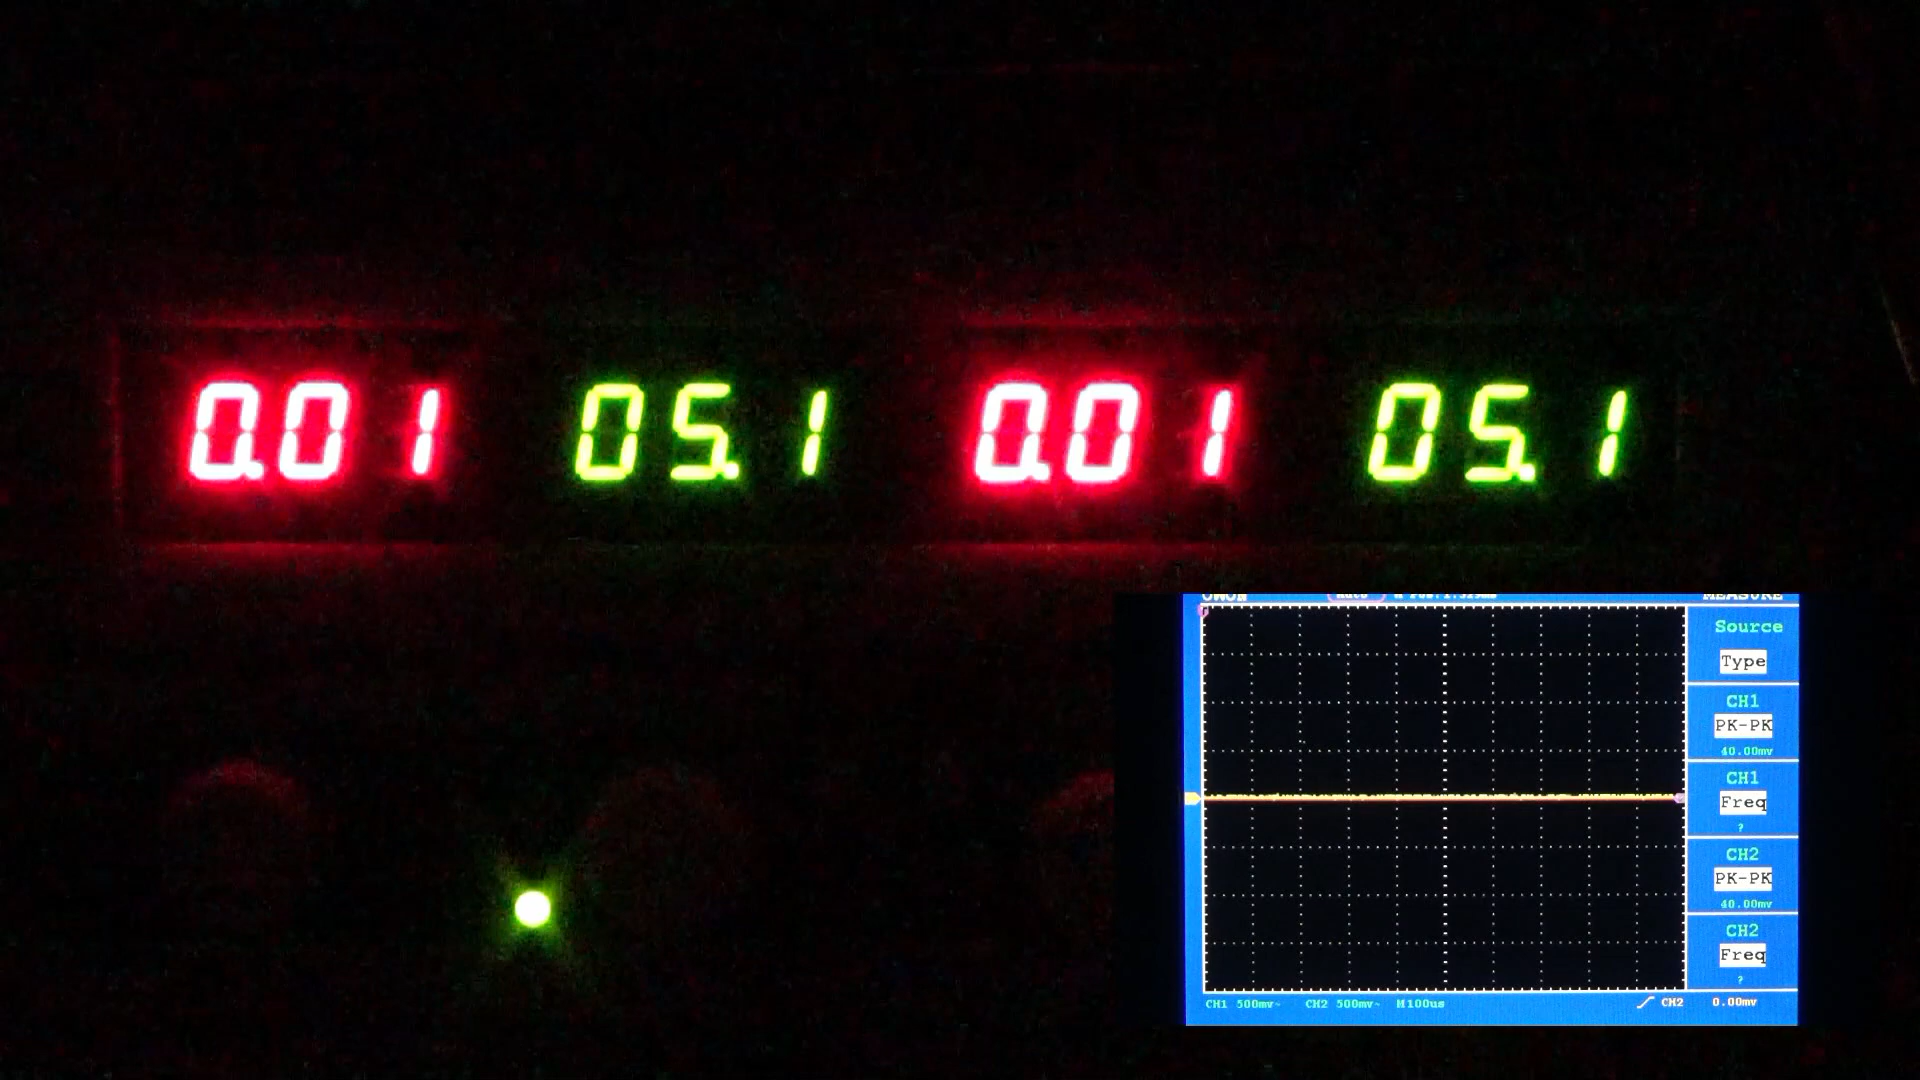 0.01 05.1 0.01 05.1
OWON
MEASURE
Source
Type
CH1
PK-PK
40.00mv
CH1
Freq
?
CH2
PK-PK
40.00mv
CH2
Freq
?
CH1 500mv~ CH2 500mv~ M100us CH2 0.00mv